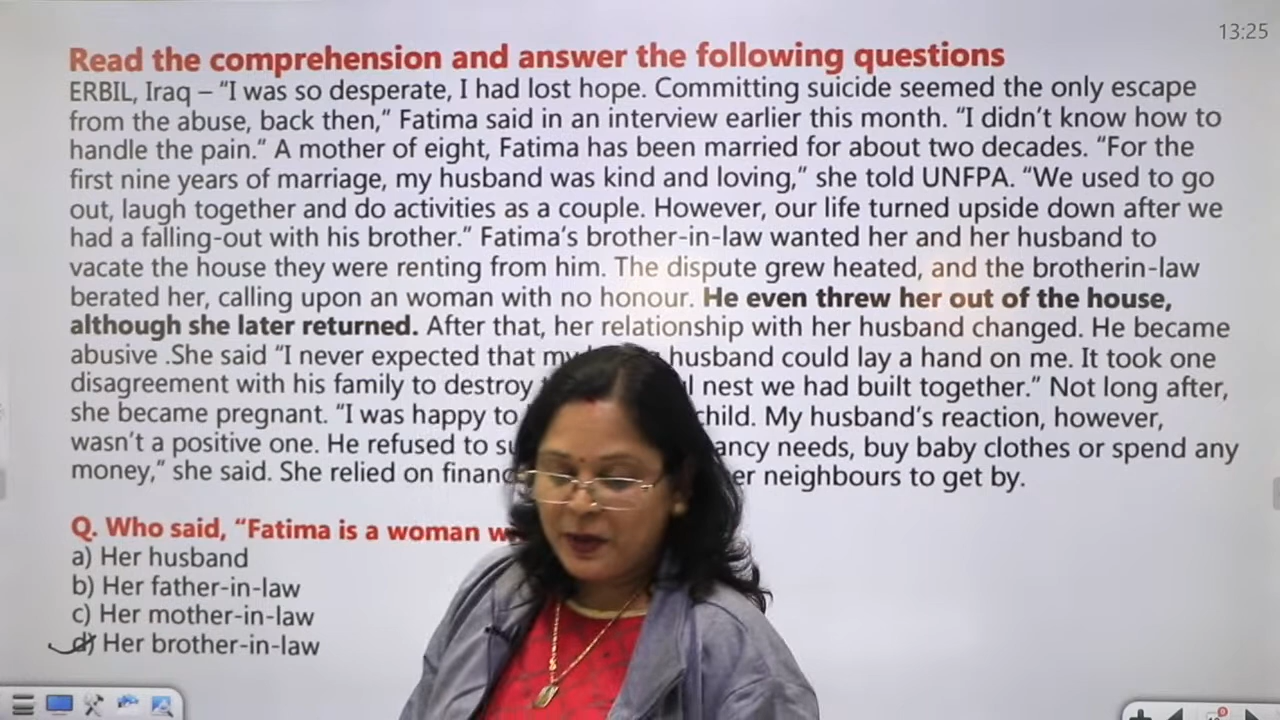 13:25
Read the comprehension and answer the following questions
ERBIL, Iraq – “I was so desperate, I had lost hope. Committing suicide seemed the only escape
from the abuse, back then,” Fatima said in an interview earlier this month. “I didn’t know how to
handle the pain.” A mother of eight, Fatima has been married for about two decades. “For the
first nine years of marriage, my husband was kind and loving,” she told UNFPA. “We used to go
out, laugh together and do activities as a couple. However, our life turned upside down after we
had a falling-out with his brother.” Fatima’s brother-in-law wanted her and her husband to
vacate the house they were renting from him. The dispute grew heated, and the brotherin-law
berated her, calling upon an woman with no honour. He even threw her out of the house,
although she later returned. After that, her relationship with her husband changed. He became
abusive .She said “I never expected that my husband could lay a hand on me. It took one
disagreement with his family to destroy nest we had built together.” Not long after,
she became pregnant. “I was happy to child. My husband’s reaction, however,
wasn’t a positive one. He refused to needs, buy baby clothes or spend any
money,” she said. She relied on neighbours to get by.
Q. Who said, “Fatima is a woman
a) Her husband
b) Her father-in-law
c) Her mother-in-law
d) Her brother-in-law